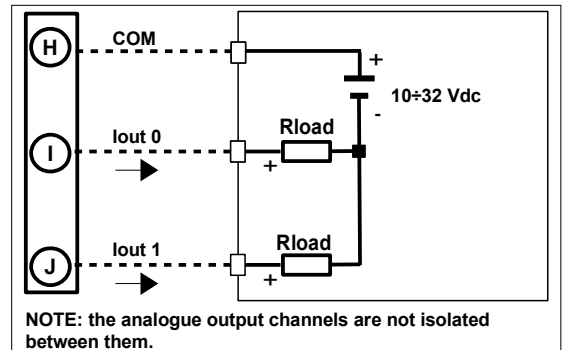 H
COM
+
10÷32 Vdc
-
I
Iout 0
Rload
+
J
Iout 1
Rload
+
NOTE: the analogue output channels are not isolated
between them.